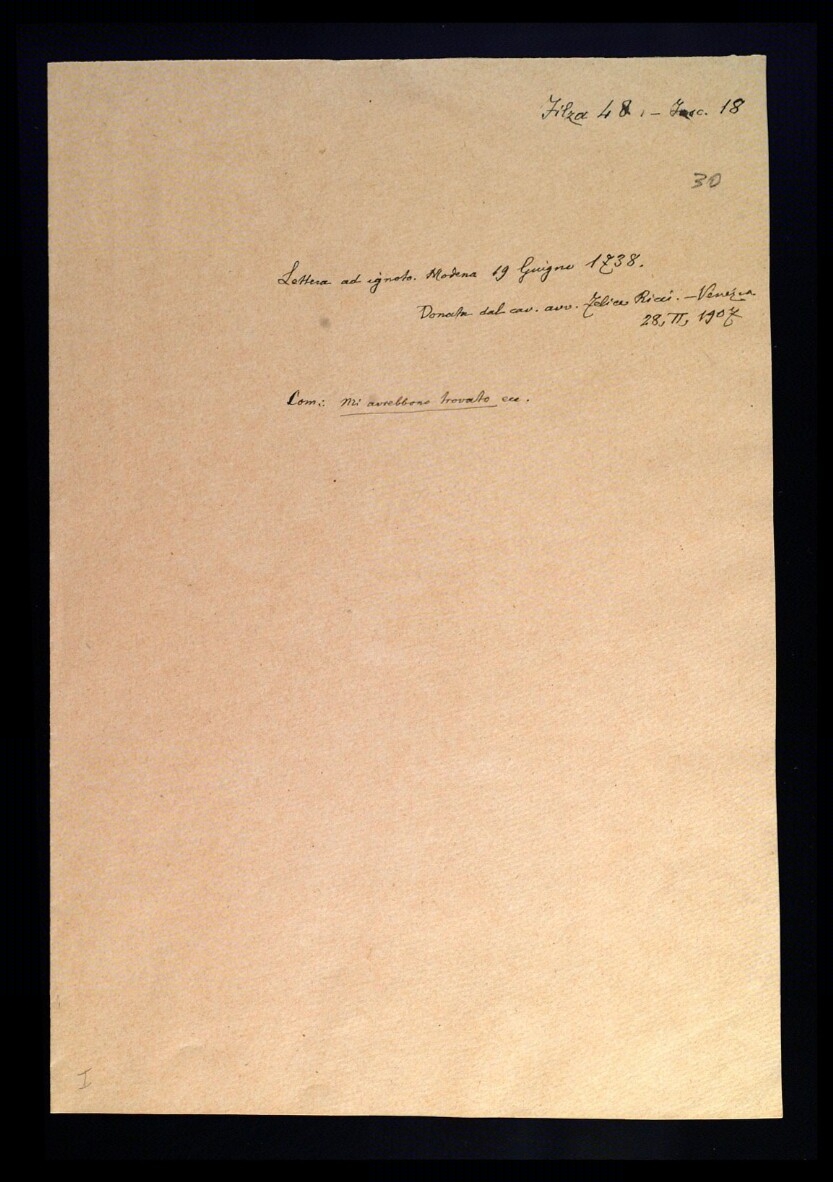 Filza 48. - Fasc. 18
30
Lettera ad ignoto. Modena 19 Giugno 1738.
Donata dal cav. avv. Felice Ricci. - Venezia
28, II, 1907
Com.: Mi avrebbono trovato ecc.
I